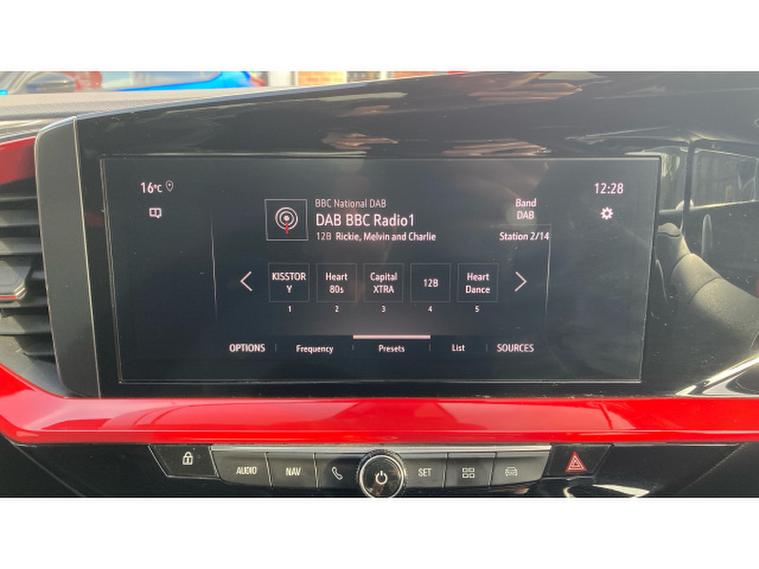 16°C
12:28
BBC National DAB
DAB BBC Radio1
12B Rickie, Melvin and Charlie
Band
DAB
Station 2/14
KISSTOR
Y
Heart
80s
Capital
XTRA
12B
Heart
Dance
1 2 3 4 5
OPTIONS Frequency Presets List SOURCES
AUDIO NAV SET